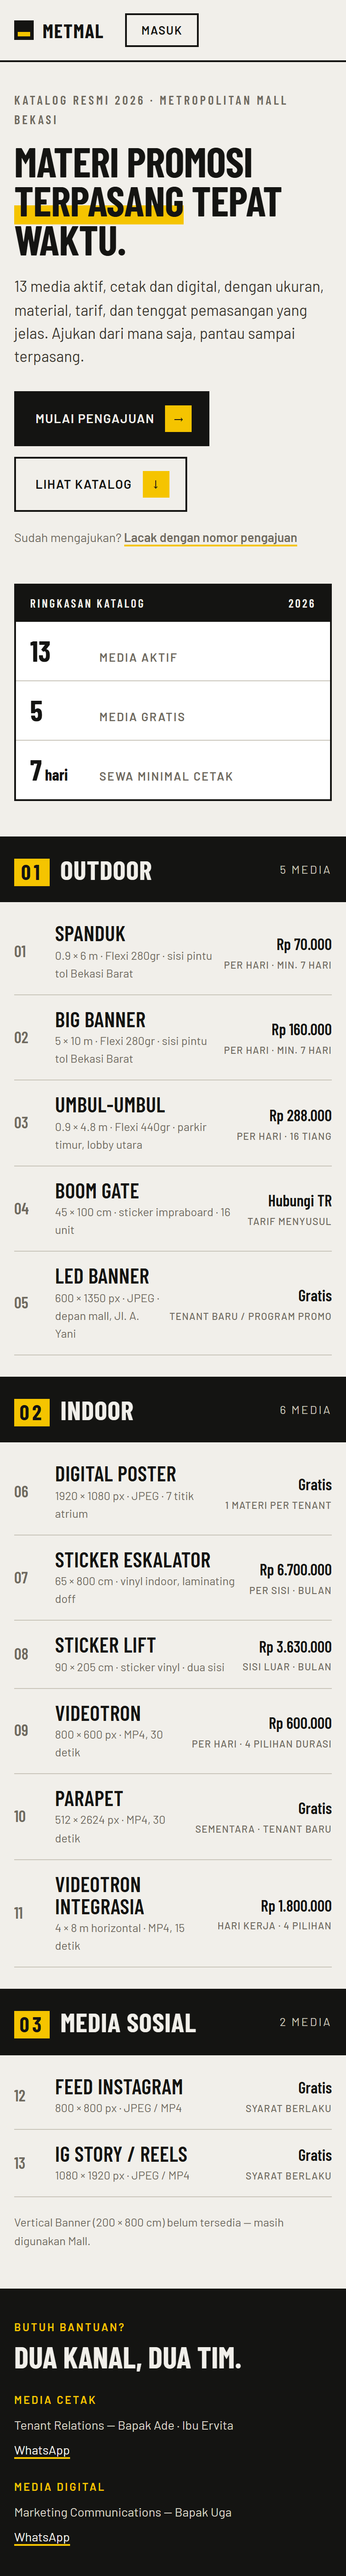 METMAL
MASUK
KATALOG RESMI 2026 · METROPOLITAN MALL
BEKASI
MATERI PROMOSI
TERPASANG TEPAT
WAKTU.
13 media aktif, cetak dan digital, dengan ukuran,
material, tarif, dan tenggat pemasangan yang
jelas. Ajukan dari mana saja, pantau sampai
terpasang.
MULAI PENGAJUAN →
LIHAT KATALOG ↓
Sudah mengajukan? Lacak dengan nomor pengajuan
RINGKASAN KATALOG 2026
13 MEDIA AKTIF
5 MEDIA GRATIS
7 hari SEWA MINIMAL CETAK
01 OUTDOOR 5 MEDIA
01 SPANDUK
0.9 × 6 m · Flexi 280gr · sisi pintu
tol Bekasi Barat
Rp 70.000
PER HARI · MIN. 7 HARI
02 BIG BANNER
5 × 10 m · Flexi 280gr · sisi pintu
tol Bekasi Barat
Rp 160.000
PER HARI · MIN. 7 HARI
03 UMBUL-UMBUL
0.9 × 4.8 m · Flexi 440gr · parkir
timur, lobby utara
Rp 288.000
PER HARI · 16 TIANG
04 BOOM GATE
45 × 100 cm · sticker impraboard · 16
unit
Hubungi TR
TARIF MENYUSUL
05 LED BANNER
600 × 1350 px · JPEG ·
depan mall, Jl. A.
Yani
Gratis
TENANT BARU / PROGRAM PROMO
02 INDOOR 6 MEDIA
06 DIGITAL POSTER
1920 × 1080 px · JPEG · 7 titik
atrium
Gratis
1 MATERI PER TENANT
07 STICKER ESKALATOR
65 × 800 cm · vinyl indoor, laminating
doff
Rp 6.700.000
PER SISI · BULAN
08 STICKER LIFT
90 × 205 cm · sticker vinyl · dua sisi
Rp 3.630.000
SISI LUAR · BULAN
09 VIDEOTRON
800 × 600 px · MP4, 30
detik
Rp 600.000
PER HARI · 4 PILIHAN DURASI
10 PARAPET
512 × 2624 px · MP4, 30
detik
Gratis
SEMENTARA · TENANT BARU
11 VIDEOTRON
INTEGRASIA
4 × 8 m horizontal · MP4, 15
detik
Rp 1.800.000
HARI KERJA · 4 PILIHAN
03 MEDIA SOSIAL 2 MEDIA
12 FEED INSTAGRAM
800 × 800 px · JPEG / MP4
Gratis
SYARAT BERLAKU
13 IG STORY / REELS
1080 × 1920 px · JPEG / MP4
Gratis
SYARAT BERLAKU
Vertical Banner (200 × 800 cm) belum tersedia — masih
digunakan Mall.
BUTUH BANTUAN?
DUA KANAL, DUA TIM.
MEDIA CETAK
Tenant Relations — Bapak Ade · Ibu Ervita
WhatsApp
MEDIA DIGITAL
Marketing Communications — Bapak Uga
WhatsApp